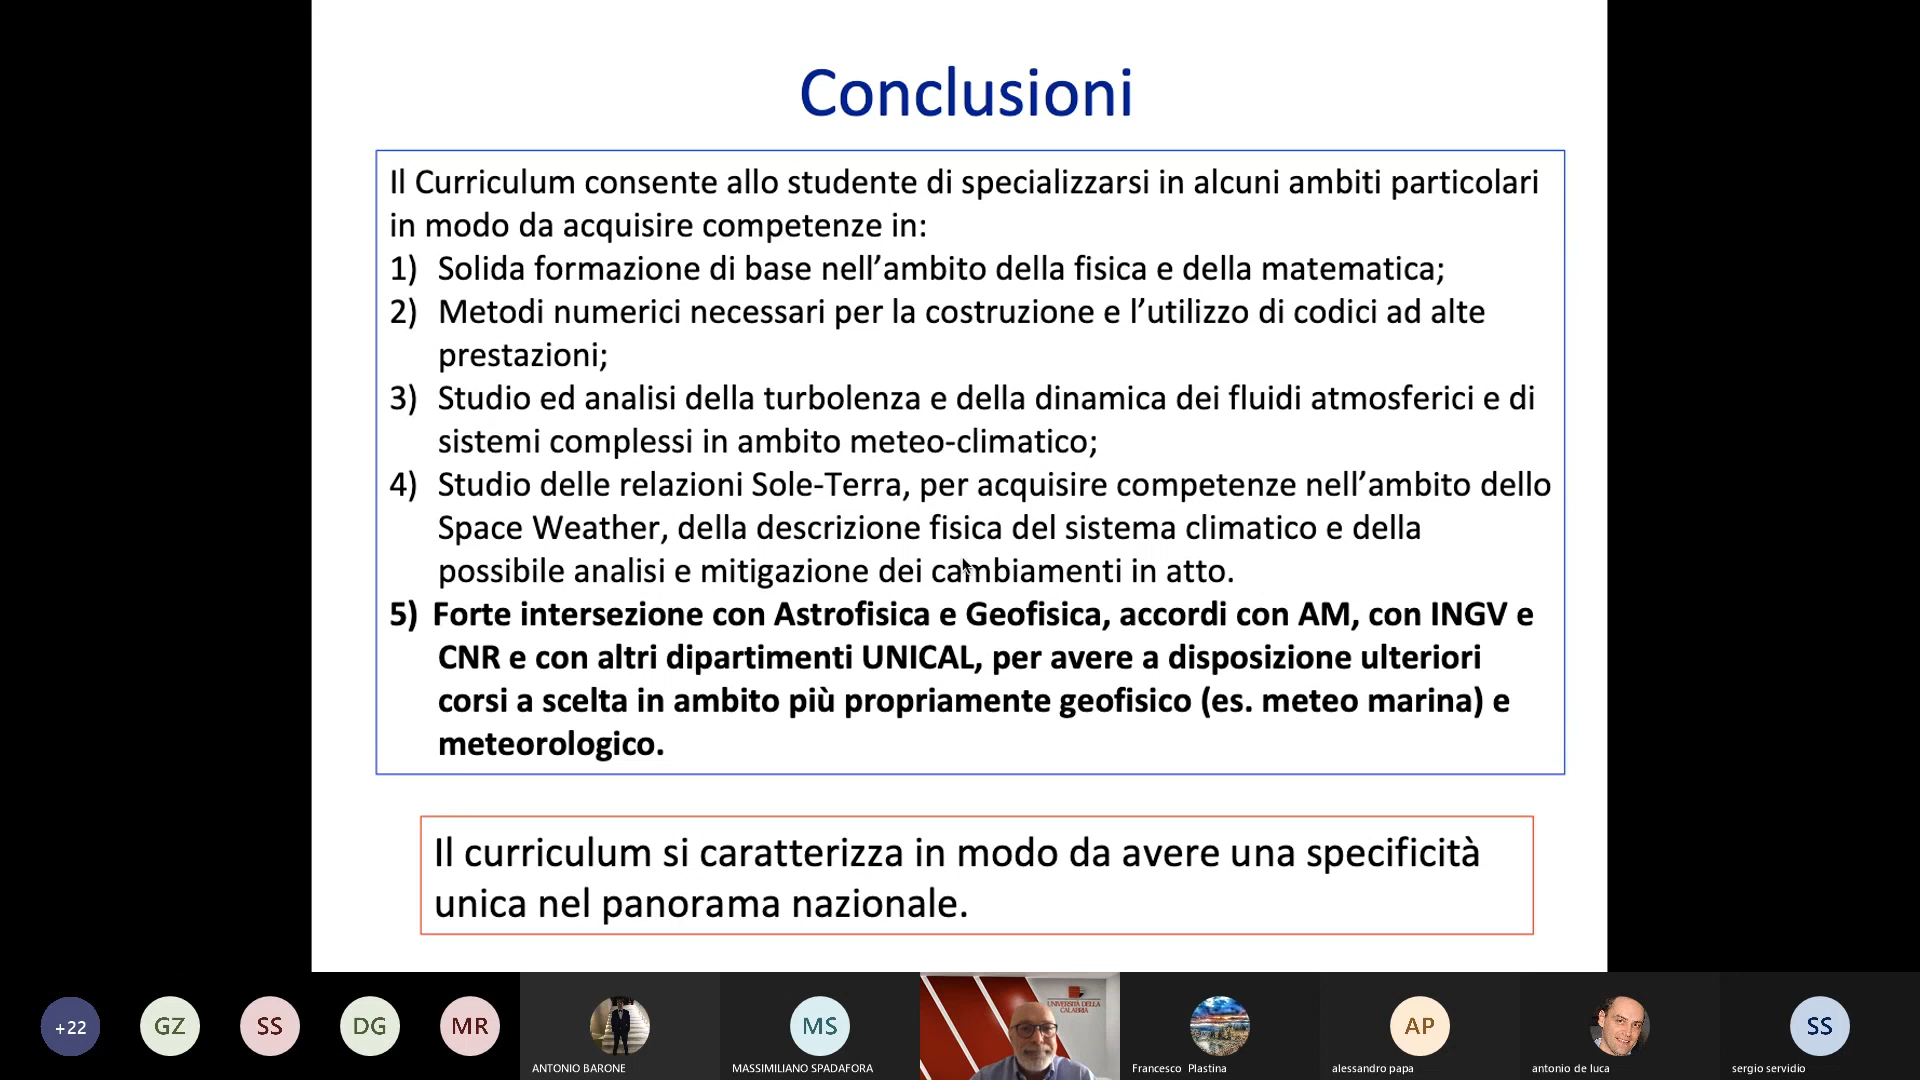 Conclusioni
Il Curriculum consente allo studente di specializzarsi in alcuni ambiti particolari
in modo da acquisire competenze in:
1) Solida formazione di base nell’ambito della fisica e della matematica;
2) Metodi numerici necessari per la costruzione e l’utilizzo di codici ad alte
prestazioni;
3) Studio ed analisi della turbolenza e della dinamica dei fluidi atmosferici e di
sistemi complessi in ambito meteo-climatico;
4) Studio delle relazioni Sole-Terra, per acquisire competenze nell’ambito dello
Space Weather, della descrizione fisica del sistema climatico e della
possibile analisi e mitigazione dei cambiamenti in atto.
5) Forte intersezione con Astrofisica e Geofisica, accordi con AM, con INGV e
CNR e con altri dipartimenti UNICAL, per avere a disposizione ulteriori
corsi a scelta in ambito più propriamente geofisico (es. meteo marina) e
meteorologico.
Il curriculum si caratterizza in modo da avere una specificità
unica nel panorama nazionale.
+22
GZ
SS
DG
MR
ANTONIO BARONE
MS
MASSIMILIANO SPADAFORA
UNIVERSITÀ DELLA
CALABRIA
Francesco Plastina
AP
alessandro papa
antonio de luca
SS
sergio servidio